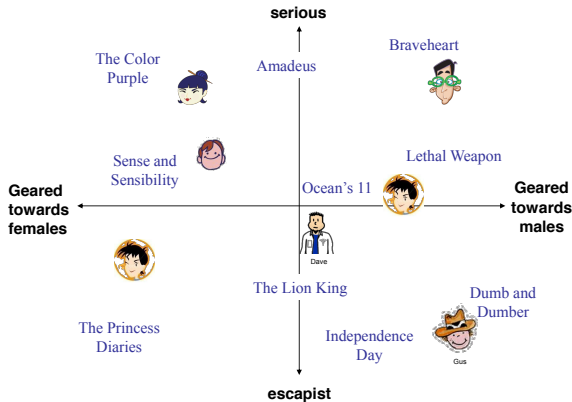 serious
Braveheart
The Color
Purple
Amadeus
Sense and
Sensibility
Lethal Weapon
Ocean's 11
Geared
towards
females
Geared
towards
males
Dave
The Lion King
Dumb and
Dumber
The Princess
Diaries
Independence
Day
Gus
escapist